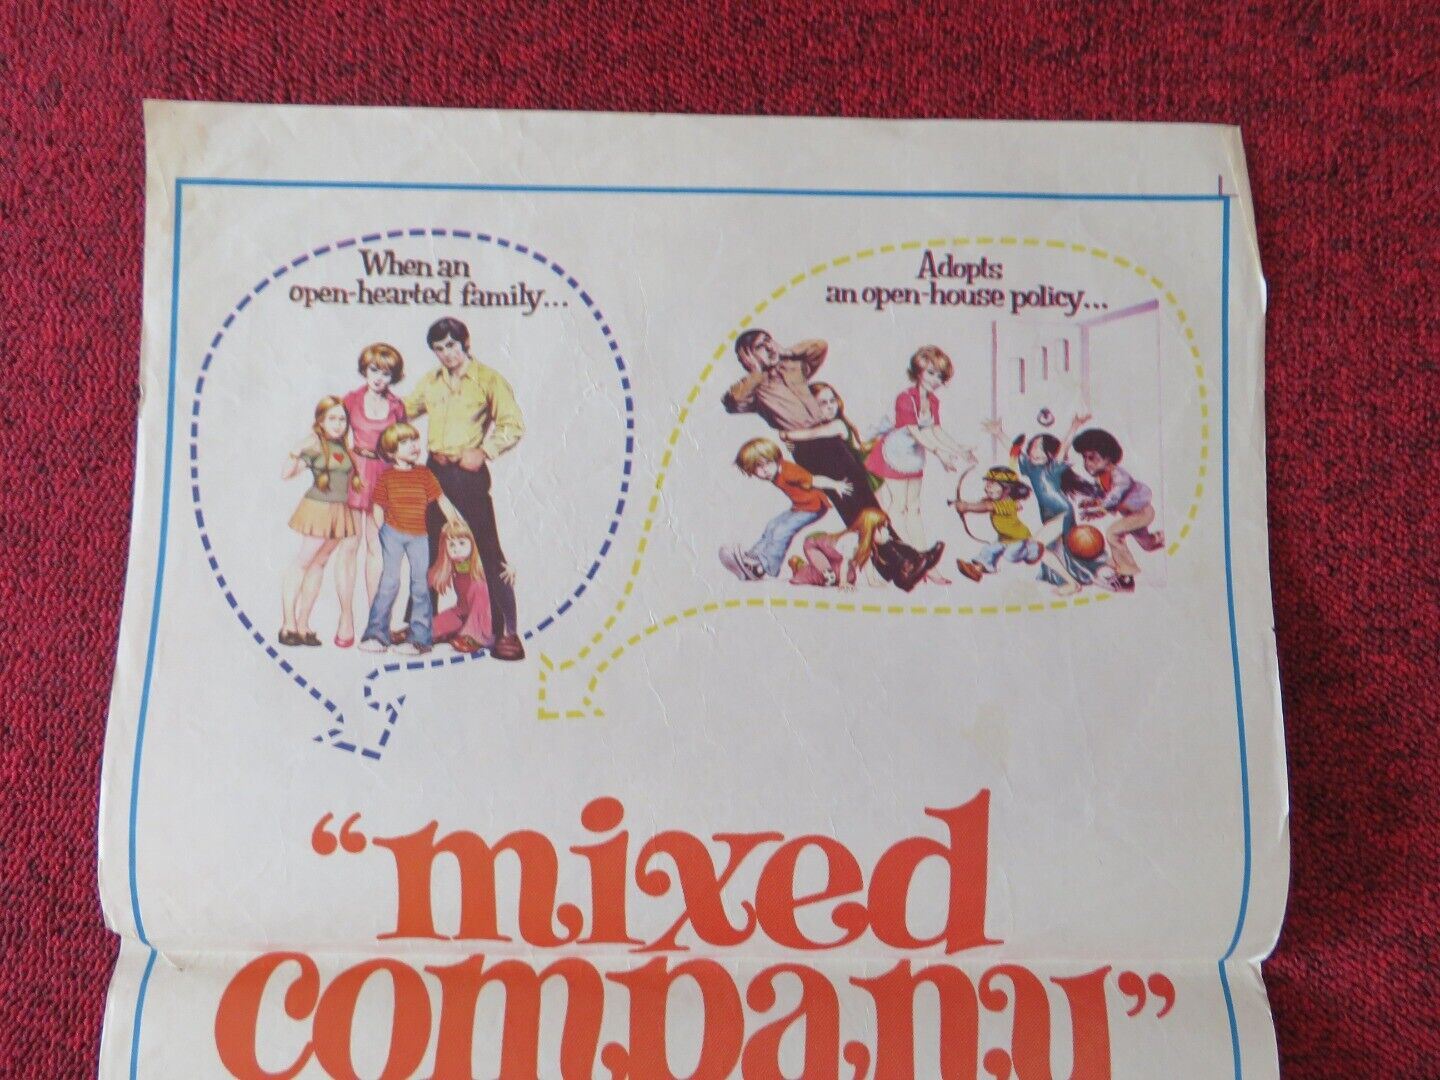 When an
open-hearted family...
Adopts
an open-house policy...
“mixed
company”